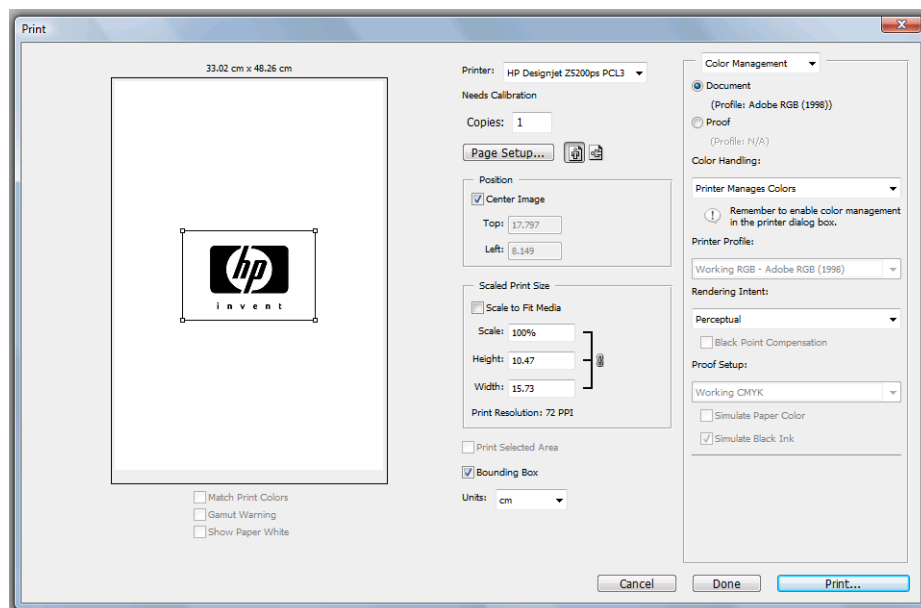 Print
33.02 cm x 48.26 cm
hp
invent
Match Print Colors
Gamut Warning
Show Paper White
Printer: HP Designjet Z5200ps PCL3
Needs Calibration
Copies: 1
Page Setup...
Position
Center Image
Top: 17.797
Left: 8.149
Scaled Print Size
Scale to Fit Media
Scale: 100%
Height: 10.47
Width: 15.73
Print Resolution: 72 PPI
Print Selected Area
Bounding Box
Units: cm
Color Management
Document
(Profile: Adobe RGB (1998))
Proof
(Profile: N/A)
Color Handling:
Printer Manages Colors
Remember to enable color management
in the printer dialog box.
Printer Profile:
Working RGB - Adobe RGB (1998)
Rendering Intent:
Perceptual
Black Point Compensation
Proof Setup:
Working CMYK
Simulate Paper Color
Simulate Black Ink
Cancel
Done
Print...